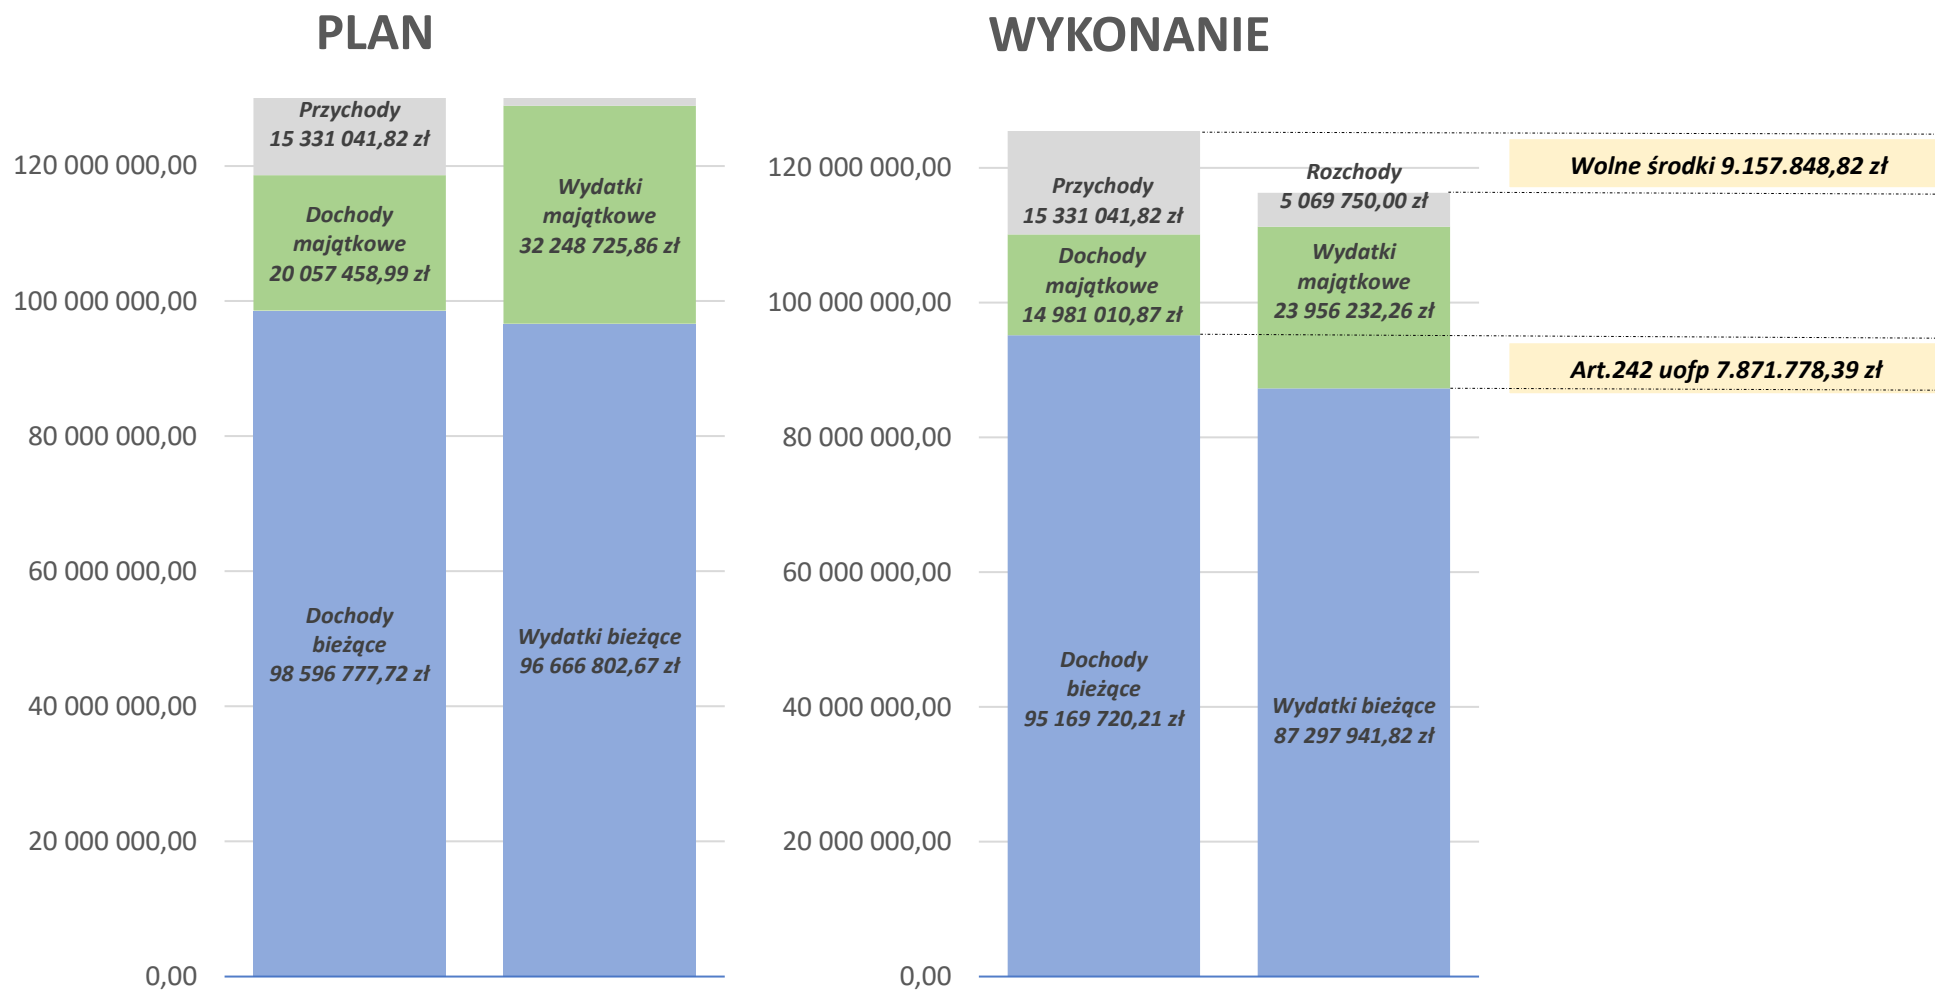 PLAN
120 000 000,00
100 000 000,00
80 000 000,00
60 000 000,00
40 000 000,00
20 000 000,00
0,00
Przychody
15 331 041,82 zł
Dochody
majątkowe
20 057 458,99 zł
Dochody
bieżące
98 596 777,72 zł
Wydatki
majątkowe
32 248 725,86 zł
Wydatki bieżące
96 666 802,67 zł
WYKONANIE
120 000 000,00
100 000 000,00
80 000 000,00
60 000 000,00
40 000 000,00
20 000 000,00
0,00
Przychody
15 331 041,82 zł
Dochody
majątkowe
14 981 010,87 zł
Dochody
bieżące
95 169 720,21 zł
Rozchody
5 069 750,00 zł
Wydatki
majątkowe
23 956 232,26 zł
Wydatki bieżące
87 297 941,82 zł
Wolne środki 9.157.848,82 zł
Art.242 uofp 7.871.778,39 zł